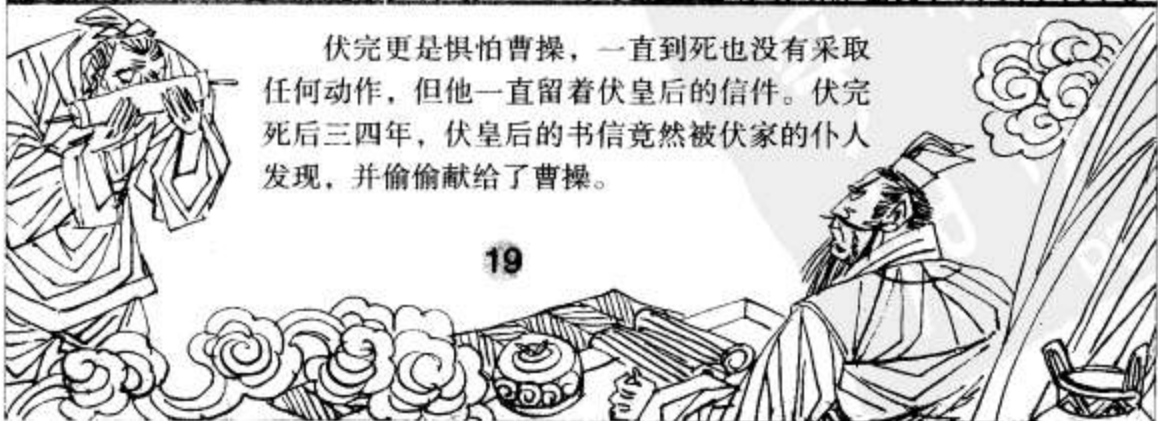 伏完更是惧怕曹操，一直到死也没有采取
任何动作，但他一直留着伏皇后的信件。伏完
死后三四年，伏皇后的书信竟然被伏家的仆人
发现，并偷偷献给了曹操。
19